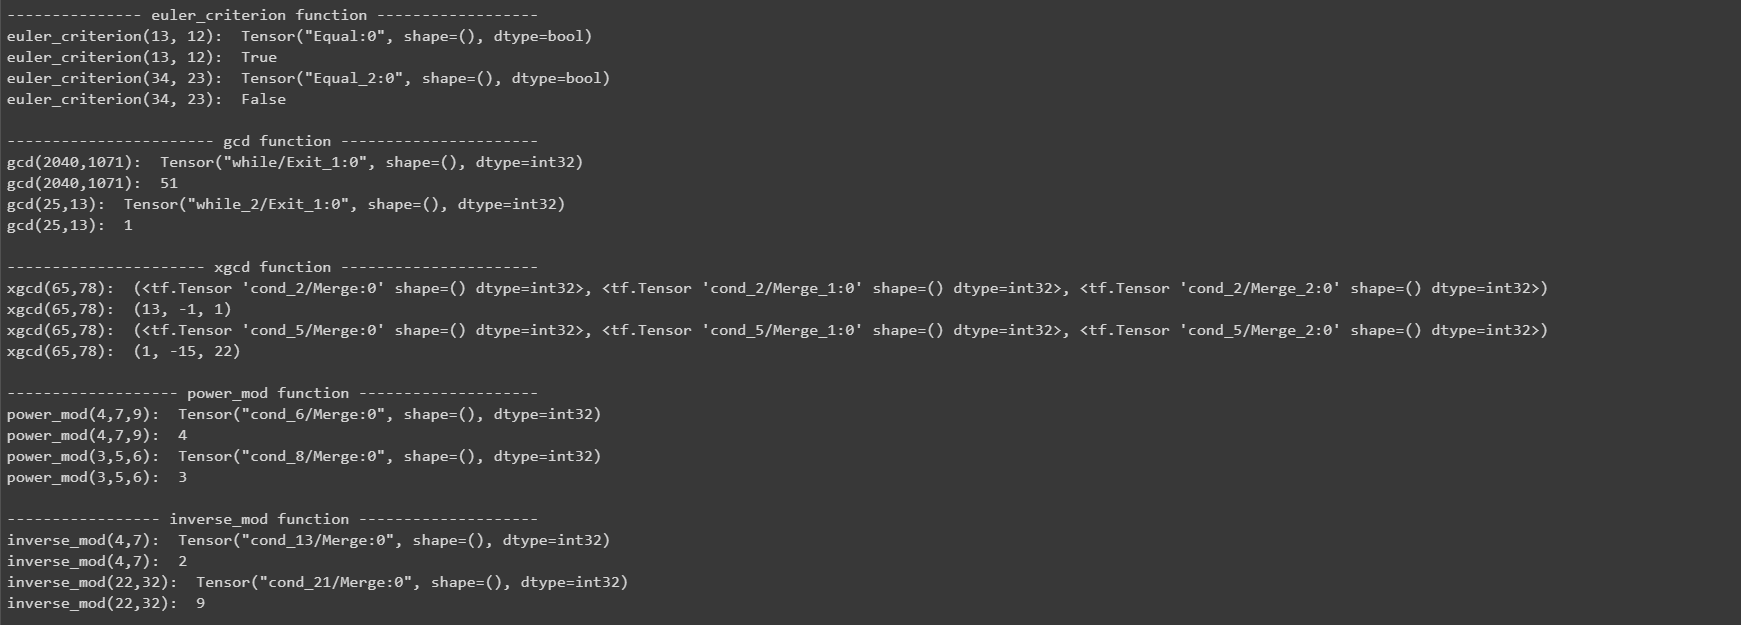 --------------- euler_criterion function ------------------
euler_criterion(13, 12):  Tensor("Equal:0", shape=(), dtype=bool)
euler_criterion(13, 12):  True
euler_criterion(34, 23):  Tensor("Equal_2:0", shape=(), dtype=bool)
euler_criterion(34, 23):  False
----------------------- gcd function ----------------------
gcd(2040,1071):  Tensor("while/Exit_1:0", shape=(), dtype=int32)
gcd(2040,1071):  51
gcd(25,13):  Tensor("while_2/Exit_1:0", shape=(), dtype=int32)
gcd(25,13):  1
---------------------- xgcd function ----------------------
xgcd(65,78):  (<tf.Tensor 'cond_2/Merge:0' shape=() dtype=int32>, <tf.Tensor 'cond_2/Merge_1:0' shape=() dtype=int32>, <tf.Tensor 'cond_2/Merge_2:0' shape=() dtype=int32>)
xgcd(65,78):  (13, -1, 1)
xgcd(65,78):  (<tf.Tensor 'cond_5/Merge:0' shape=() dtype=int32>, <tf.Tensor 'cond_5/Merge_1:0' shape=() dtype=int32>, <tf.Tensor 'cond_5/Merge_2:0' shape=() dtype=int32>)
xgcd(65,78):  (1, -15, 22)
------------------- power_mod function --------------------
power_mod(4,7,9):  Tensor("cond_6/Merge:0", shape=(), dtype=int32)
power_mod(4,7,9):  4
power_mod(3,5,6):  Tensor("cond_8/Merge:0", shape=(), dtype=int32)
power_mod(3,5,6):  3
----------------- inverse_mod function --------------------
inverse_mod(4,7):  Tensor("cond_13/Merge:0", shape=(), dtype=int32)
inverse_mod(4,7):  2
inverse_mod(22,32):  Tensor("cond_21/Merge:0", shape=(), dtype=int32)
inverse_mod(22,32):  9